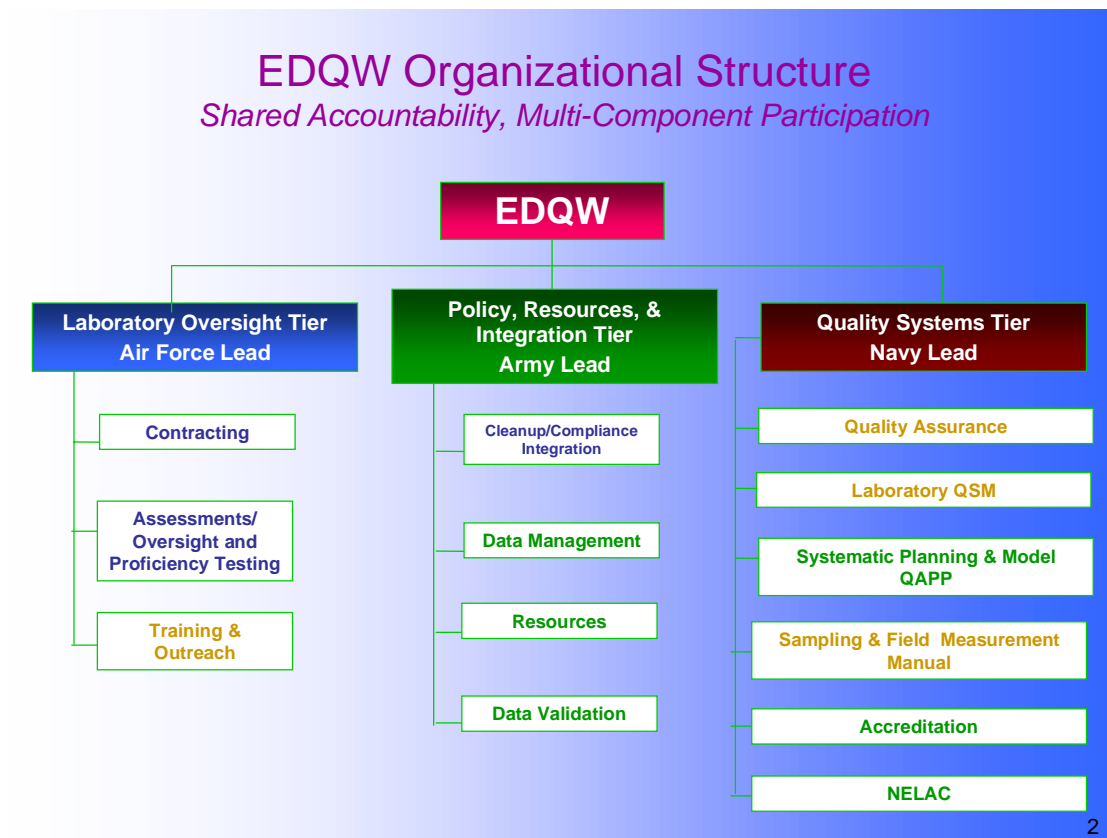 EDQW Organizational Structure
Shared Accountability, Multi-Component Participation
EDQW
Laboratory Oversight Tier
Air Force Lead
Contracting
Assessments/
Oversight and
Proficiency Testing
Training &
Outreach
Policy, Resources, &
Integration Tier
Army Lead
Cleanup/Compliance
Integration
Data Management
Resources
Data Validation
Quality Systems Tier
Navy Lead
Quality Assurance
Laboratory QSM
Systematic Planning & Model
QAPP
Sampling & Field Measurement
Manual
Accreditation
NELAC
2